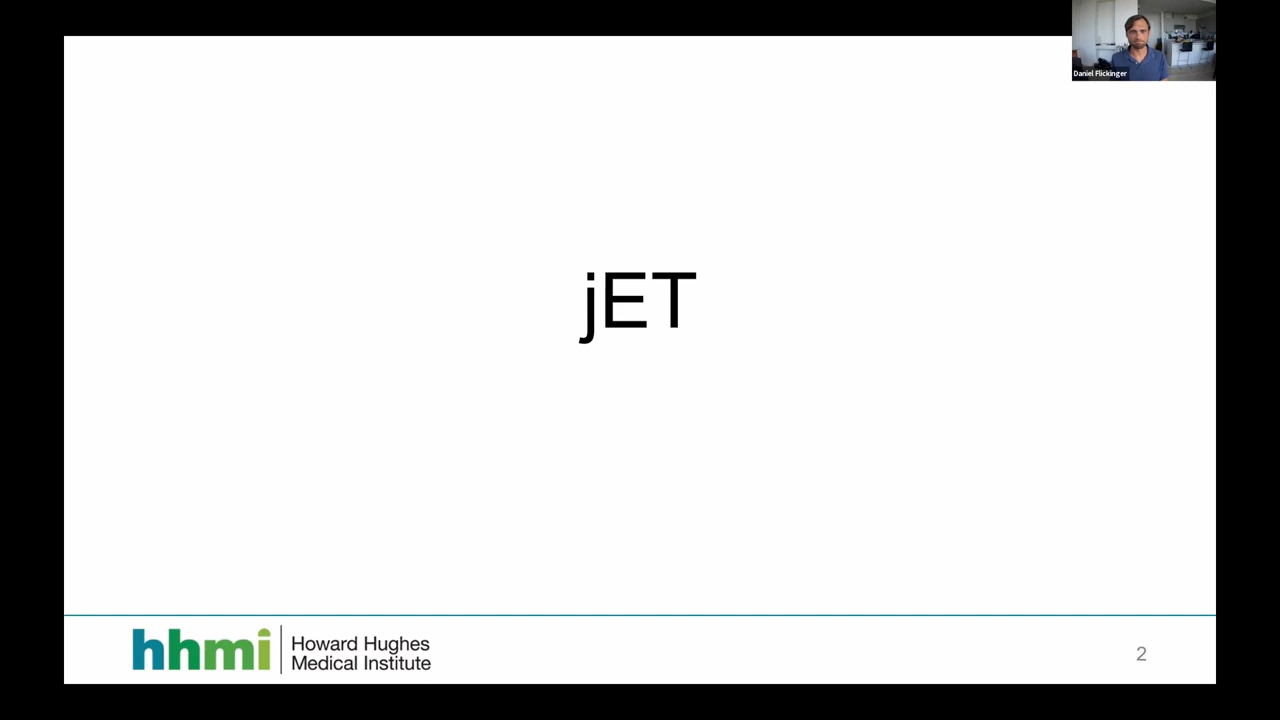 Daniel Flickinger
jET
hhmi
Howard Hughes
Medical Institute
2